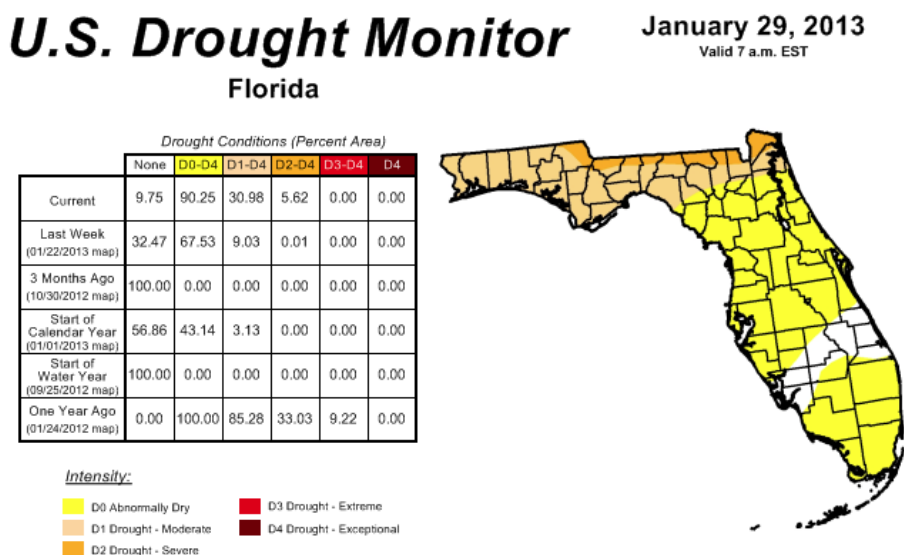 U.S. Drought Monitor
January 29, 2013
Valid 7 a.m. EST
Florida
Drought Conditions (Percent Area)
None D0-D4 D1-D4 D2-D4 D3-D4 D4
Current 9.75 90.25 30.98 5.62 0.00 0.00
Last Week
(01/22/2013 map)
32.47 67.53 9.03 0.01 0.00 0.00
3 Months Ago
(10/30/2012 map)
100.00 0.00 0.00 0.00 0.00 0.00
Start of
Calendar Year
(01/01/2013 map)
56.86 43.14 3.13 0.00 0.00 0.00
Start of
Water Year
(09/25/2012 map)
100.00 0.00 0.00 0.00 0.00 0.00
One Year Ago
(01/24/2012 map)
0.00 100.00 85.28 33.03 9.22 0.00
Intensity:
D0 Abnormally Dry
D1 Drought - Moderate
D2 Drought - Severe
D3 Drought - Extreme
D4 Drought - Exceptional